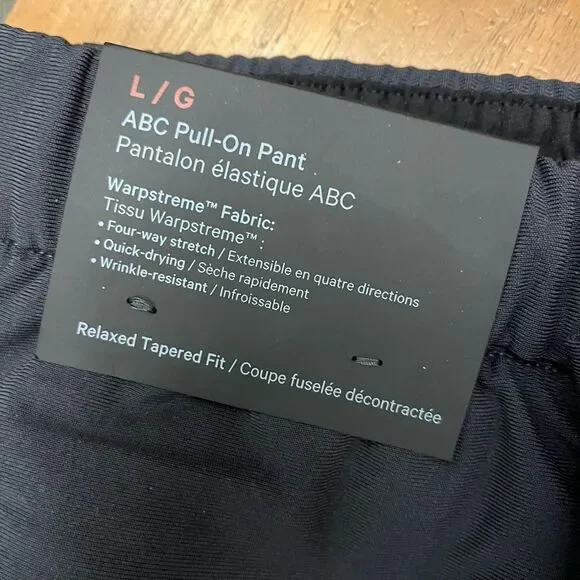 L / G
ABC Pull-On Pant
Pantalon élastique ABC
Warpstreme™ Fabric:
Tissu Warpstreme™ :
• Four-way stretch / Extensible en quatre directions
• Quick-drying / Sèche rapidement
• Wrinkle-resistant / Infroissable
Relaxed Tapered Fit / Coupe fuselée décontractée